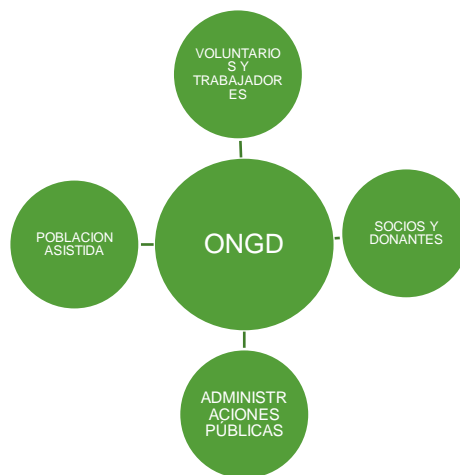 VOLUNTARIO
S Y
TRABAJADOR
ES
POBLACION
ASISTIDA
ONGD
SOCIOS Y
DONANTES
ADMINISTR
ACIONES
PÚBLICAS